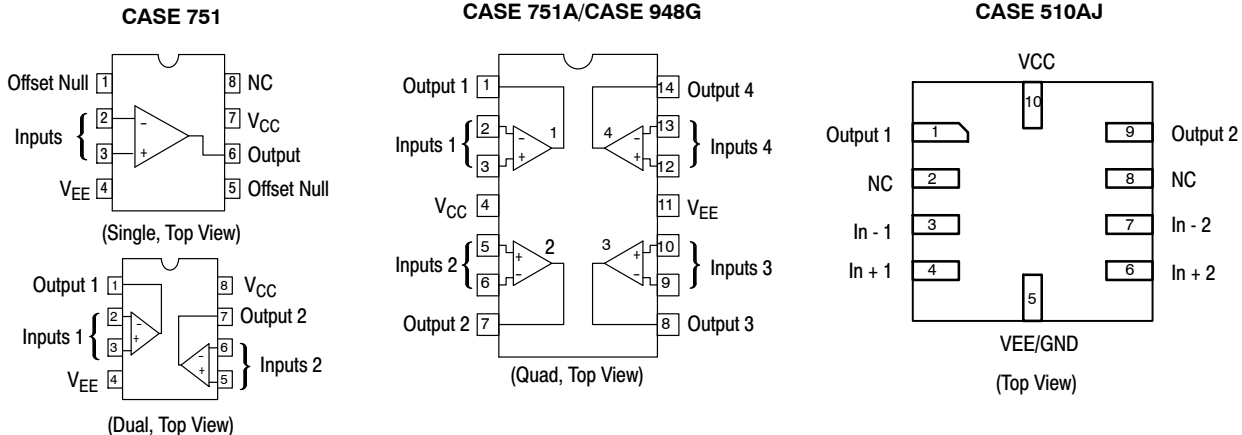 CASE 751
Offset Null 1
8 NC
Inputs
2
-
3
+
7 VCC
6 Output
VEE 4
5 Offset Null
(Single, Top View)
Output 1 1
8 VCC
Inputs 1
2
-
3
+
7 Output 2
6
-
5
+
Inputs 2
VEE 4
(Dual, Top View)
CASE 751A/CASE 948G
Output 1 1
14 Output 4
Inputs 1
2
-
3
+
1
4
13
-
12
+
Inputs 4
VCC 4
11 VEE
Inputs 2
5
+
6
-
2
3
10
+
9
-
Inputs 3
Output 2 7
8 Output 3
(Quad, Top View)
CASE 510AJ
VCC
10
Output 1 1
9 Output 2
NC 2
8 NC
In - 1 3
7 In - 2
In + 1 4
6 In + 2
5
VEE/GND
(Top View)